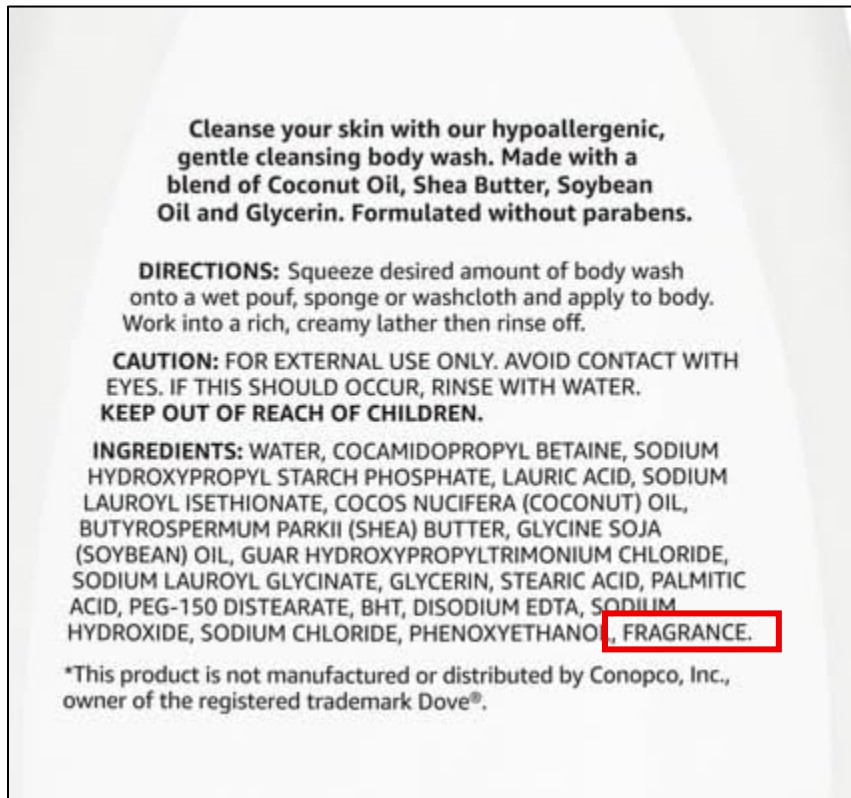 Cleanse your skin with our hypoallergenic,
gentle cleansing body wash. Made with a
blend of Coconut Oil, Shea Butter, Soybean
Oil and Glycerin. Formulated without parabens.
DIRECTIONS: Squeeze desired amount of body wash
onto a wet pouf, sponge or washcloth and apply to body.
Work into a rich, creamy lather then rinse off.
CAUTION: FOR EXTERNAL USE ONLY. AVOID CONTACT WITH
EYES. IF THIS SHOULD OCCUR, RINSE WITH WATER.
KEEP OUT OF REACH OF CHILDREN.
INGREDIENTS: WATER, COCAMIDOPROPYL BETAINE, SODIUM
HYDROXYPROPYL STARCH PHOSPHATE, LAURIC ACID, SODIUM
LAUROYL ISETHIONATE, COCOS NUCIFERA (COCONUT) OIL,
BUTYROSPERMUM PARKII (SHEA) BUTTER, GLYCINE SOJA
(SOYBEAN) OIL, GUAR HYDROXYPROPYLTRIMONIUM CHLORIDE,
SODIUM LAUROYL GLYCINATE, GLYCERIN, STEARIC ACID, PALMITIC
ACID, PEG-150 DISTEARATE, BHT, DISODIUM EDTA, SODIUM
HYDROXIDE, SODIUM CHLORIDE, PHENOXYETHANOL, FRAGRANCE.
*This product is not manufactured or distributed by Conopco, Inc.,
owner of the registered trademark Dove®.